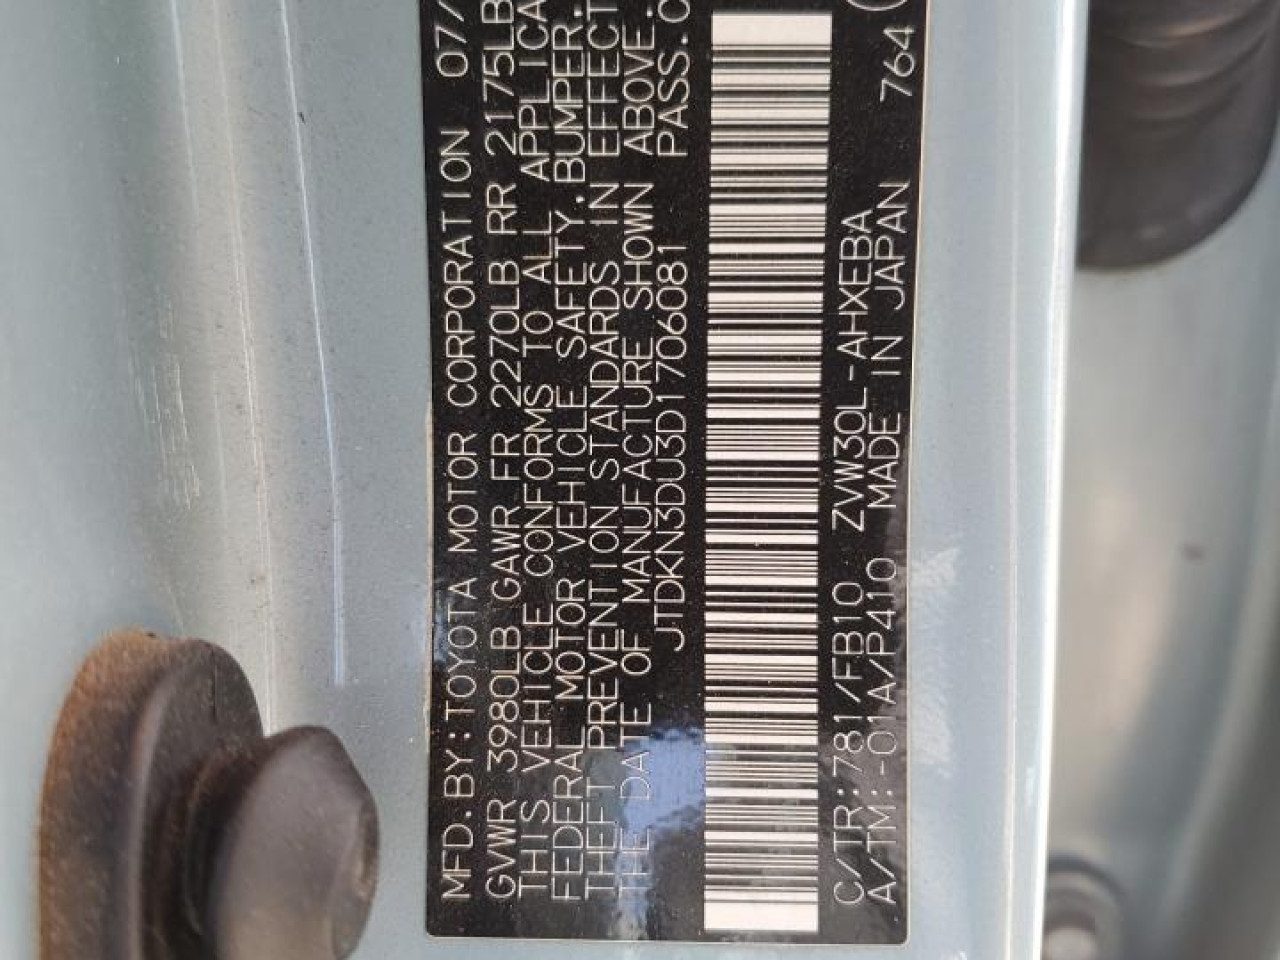 MFD.BY:TOYOTA MOTOR CORPORATION 07/
GVWR 3980LB GAWR FR 2270LB RR 2175LB
THIS VEHICLE CONFORMS TO ALL APPLICA
FEDERAL MOTOR VEHICLE SAFETY,BUMPER,
THEFT PREVENTION STANDARDS IN EFFECT
THE DATE OF MANUFACTURE SHOWN ABOVE.
JTDKN3DU3D1706081 PASS.C
C/TR:781/FB10 ZVW30L-AHXEBA
A/TM:-01A/P410 MADE IN JAPAN 764